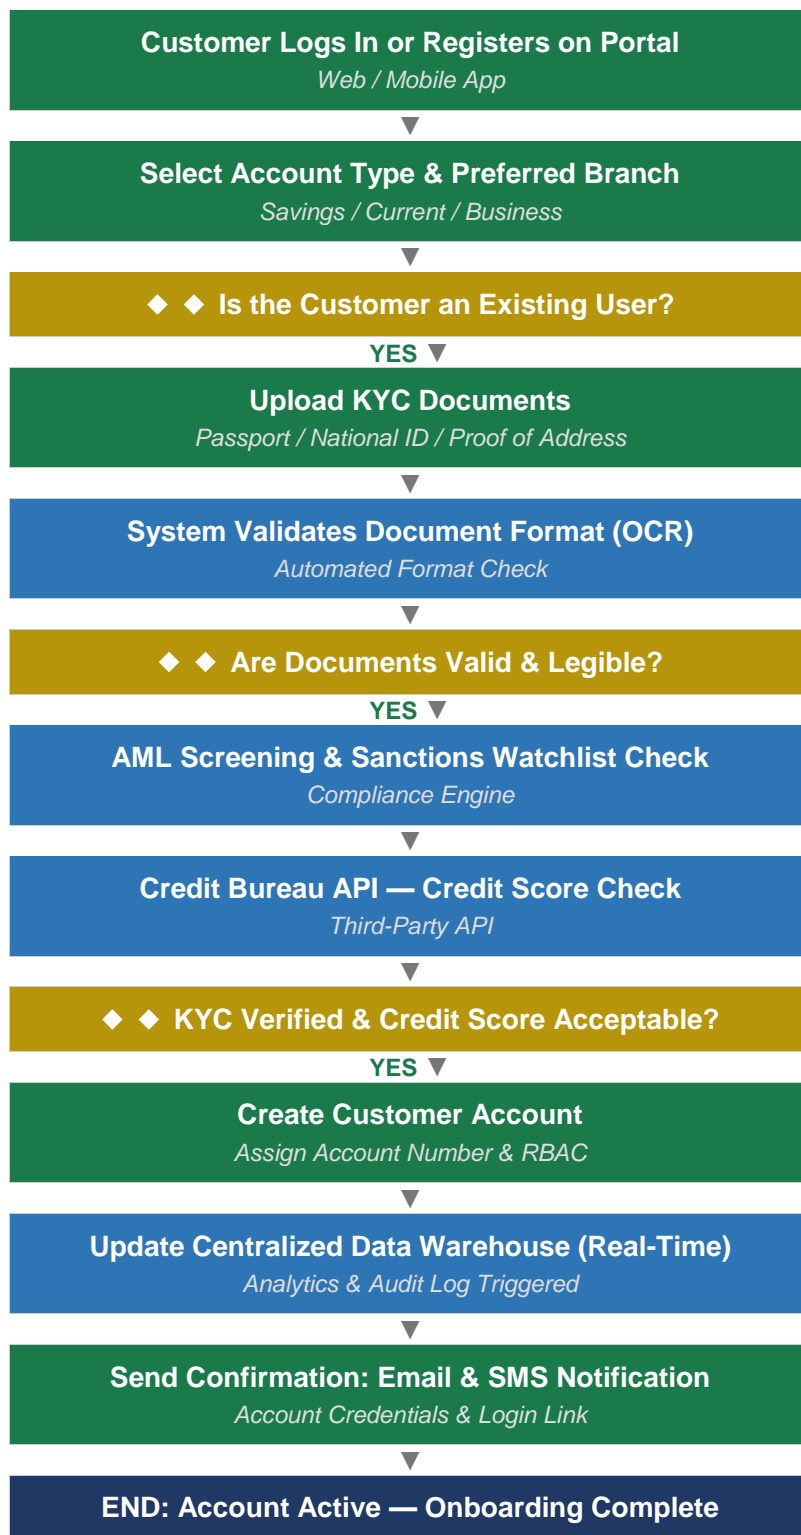 Customer Logs In or Registers on Portal
Web / Mobile App
Select Account Type & Preferred Branch
Savings / Current / Business
◆ ◆ Is the Customer an Existing User?
YES ▼
Upload KYC Documents
Passport / National ID / Proof of Address
System Validates Document Format (OCR)
Automated Format Check
◆ ◆ Are Documents Valid & Legible?
YES ▼
AML Screening & Sanctions Watchlist Check
Compliance Engine
Credit Bureau API — Credit Score Check
Third-Party API
◆ ◆ KYC Verified & Credit Score Acceptable?
YES ▼
Create Customer Account
Assign Account Number & RBAC
Update Centralized Data Warehouse (Real-Time)
Analytics & Audit Log Triggered
Send Confirmation: Email & SMS Notification
Account Credentials & Login Link
END: Account Active — Onboarding Complete